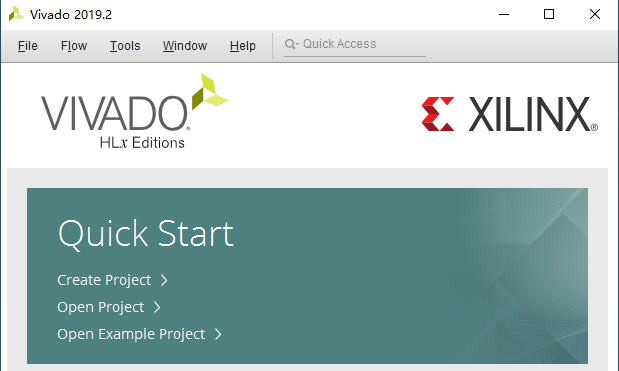 Vivado 2019.2
File Flow Tools Window Help Quick Access
VIVADO®
HLx Editions
XILINX®
Quick Start
Create Project
Open Project
Open Example Project